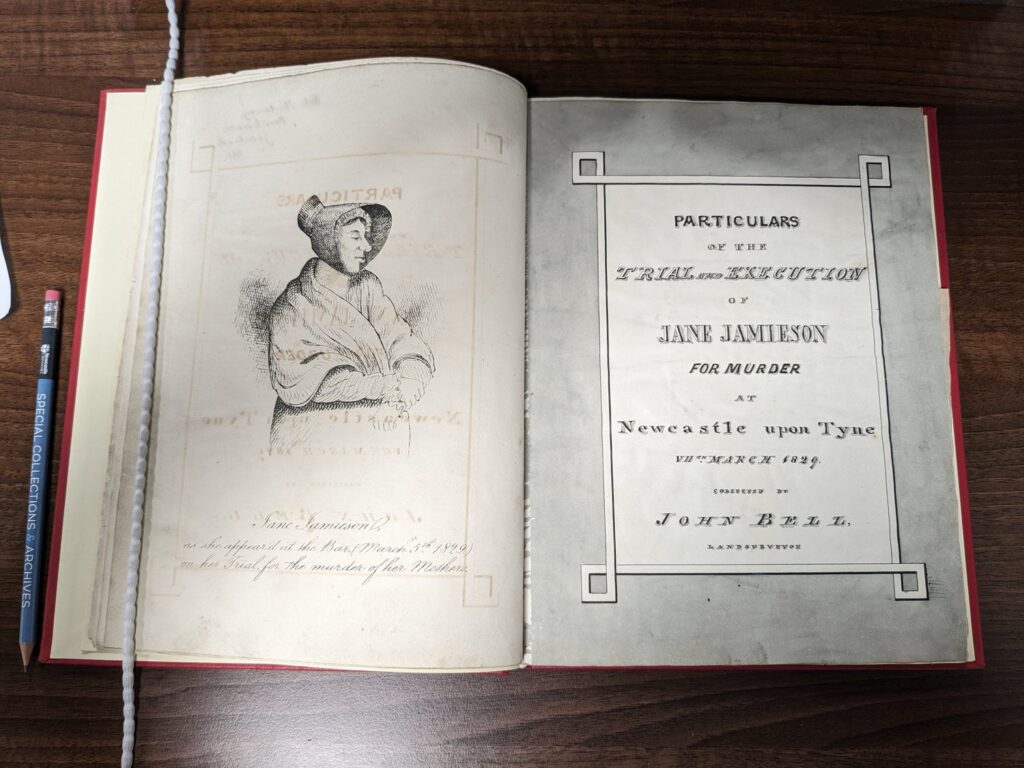 Jane Jamieson,
as she appear'd at the Bar, (March 5th 1829)
on her Trial, for the murder of her Mother.
PARTICULARS
OF THE
TRIAL AND EXECUTION
OF
JANE JAMIESON
FOR MURDER
AT
Newcastle upon Tyne
VIITH MARCH 1829.
COLLECTED BY
JOHN BELL,
LANDSURVEYOR
SPECIAL COLLECTIONS & ARCHIVES